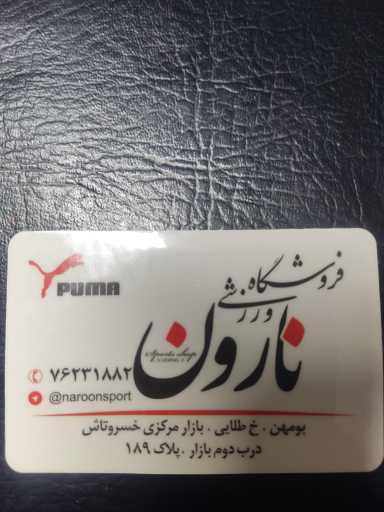 فروشگاه
ورزشی
نارون
Sports shop
PUMA
۷۶۲۳۱۸۸۲
@naroonsport
بومهن ، خ طلایی ، بازار مرکزی خسروتاش
درب دوم بازار ، پلاک ۱۸۹